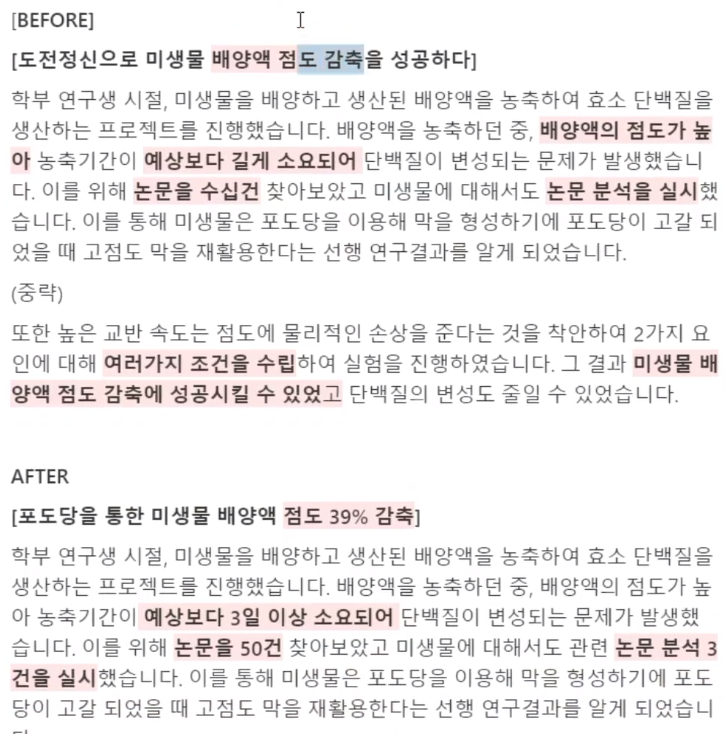 [BEFORE]
[도전정신으로 미생물 배양액 점도 감축을 성공하다]
학부 연구생 시절, 미생물을 배양하고 생산된 배양액을 농축하여 효소 단백질을
생산하는 프로젝트를 진행했습니다. 배양액을 농축하던 중, 배양액의 점도가 높
아 농축기간이 예상보다 길게 소요되어 단백질이 변성되는 문제가 발생했습니
다. 이를 위해 논문을 수십건 찾아보았고 미생물에 대해서도 논문 분석을 실시했
습니다. 이를 통해 미생물은 포도당을 이용해 막을 형성하기에 포도당이 고갈 되
었을 때 고점도 막을 재활용한다는 선행 연구결과를 알게 되었습니다.
(중략)
또한 높은 교반 속도는 점도에 물리적인 손상을 준다는 것을 착안하여 2가지 요
인에 대해 여러가지 조건을 수립하여 실험을 진행하였습니다. 그 결과 미생물 배
양액 점도 감축에 성공시킬 수 있었고 단백질의 변성도 줄일 수 있었습니다.
AFTER
[포도당을 통한 미생물 배양액 점도 39% 감축]
학부 연구생 시절, 미생물을 배양하고 생산된 배양액을 농축하여 효소 단백질을
생산하는 프로젝트를 진행했습니다. 배양액을 농축하던 중, 배양액의 점도가 높
아 농축기간이 예상보다 3일 이상 소요되어 단백질이 변성되는 문제가 발생했
습니다. 이를 위해 논문을 50건 찾아보았고 미생물에 대해서도 관련 논문 분석 3
건을 실시했습니다. 이를 통해 미생물은 포도당을 이용해 막을 형성하기에 포도
당이 고갈 되었을 때 고점도 막을 재활용한다는 선행 연구결과를 알게 되었습니